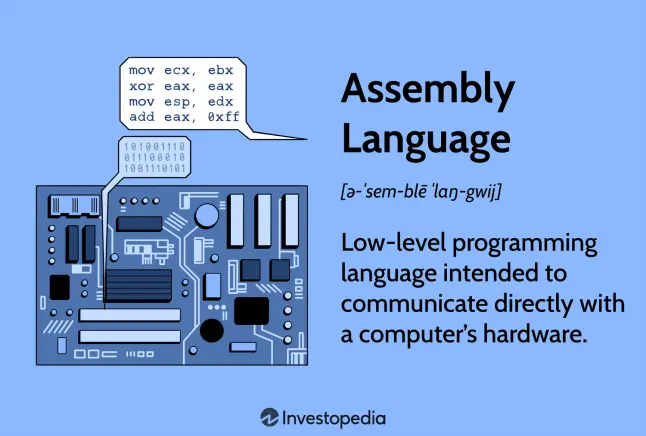 mov ecx, ebx
xor eax, eax
mov esp, edx
add eax, 0xff
101001110
011100010
1001110101
Assembly
Language
[ə-ˈsem-blē ˈlaŋ-gwij]
Low-level programming
language intended to
communicate directly with
a computer’s hardware.
Investopedia